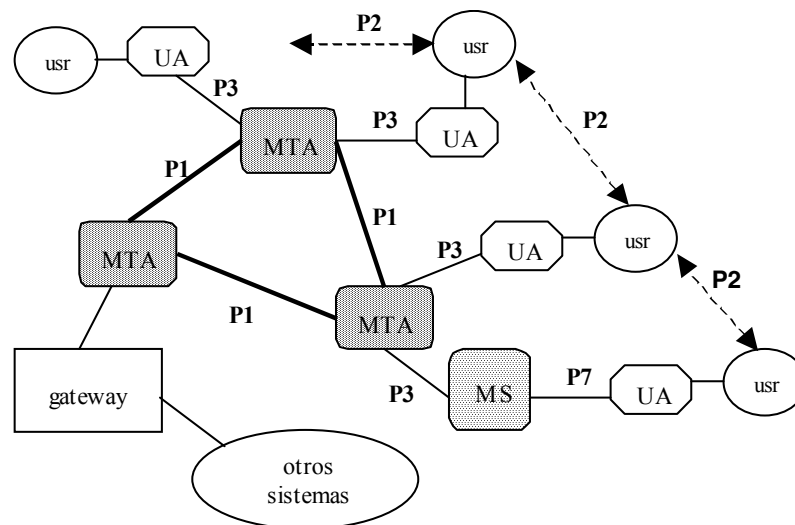 P2
usr
UA
usr
P3
MTA
P3
UA
P2
P1
P1
MTA
P3
UA
usr
P2
P1
MTA
gateway
P3
MS
P7
UA
usr
otros
sistemas